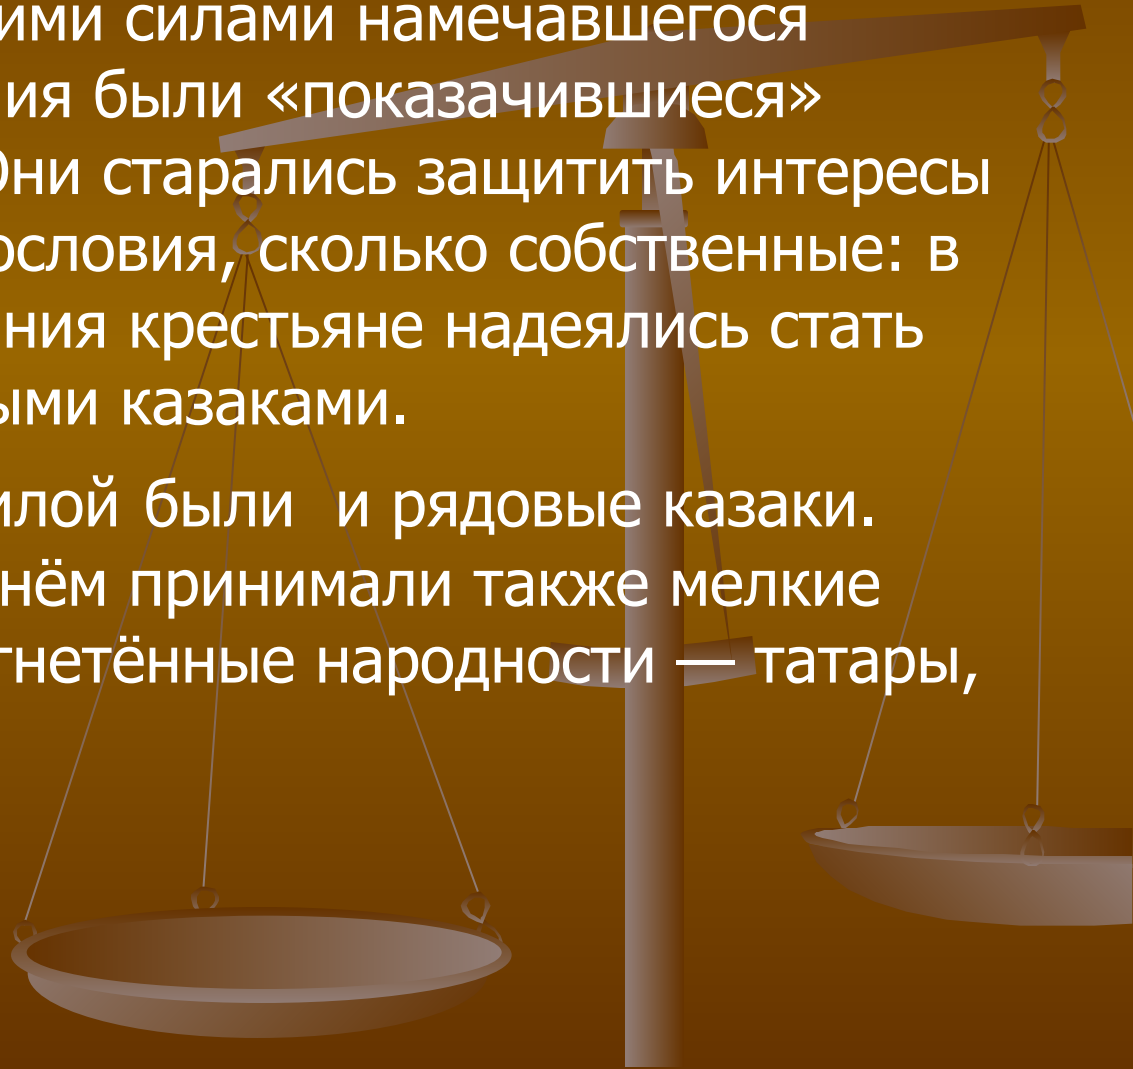 ими силами намечавшегося
ния были «показачившиеся»
Они старались защитить интересы
ословия, сколько собственные: в
ния крестьяне надеялись стать
ыми казаками.
илой были и рядовые казаки.
нём принимали также мелкие
гнетённые народности — татары,